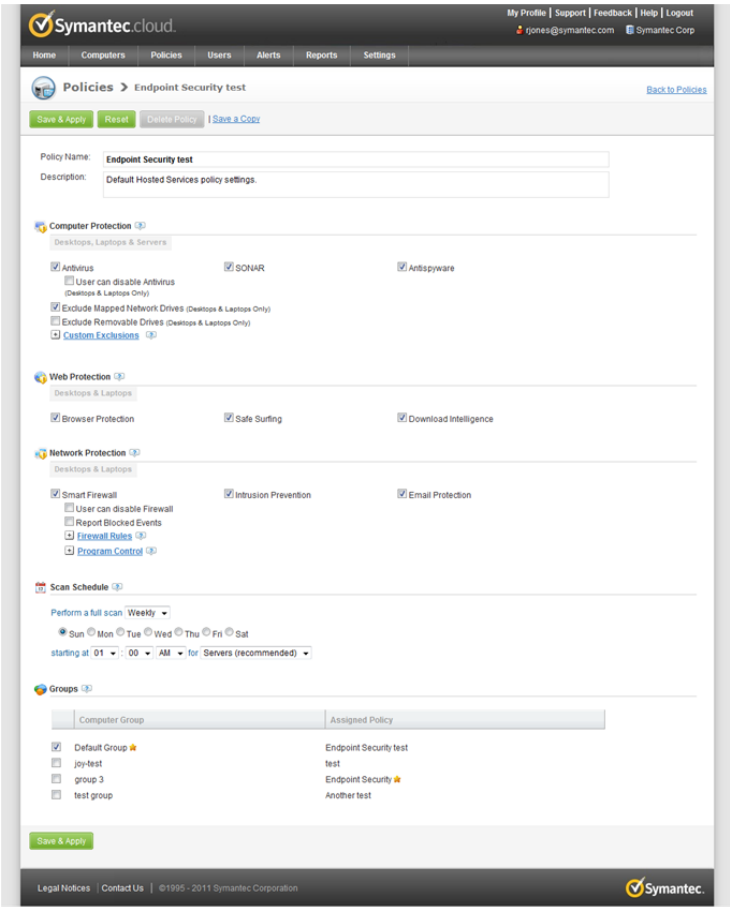 Symantec.cloud.
My Profile | Support | Feedback | Help | Logout
rjones@symantec.com Symantec Corp
Home Computers Policies Users Alerts Reports Settings
Policies > Endpoint Security test
Back to Policies
Save & Apply Reset Delete Policy | Save a Copy
Policy Name: Endpoint Security test
Description: Default Hosted Services policy settings.
Computer Protection
Desktops, Laptops & Servers
Antivirus SONAR Antispyware
User can disable Antivirus
(Desktops & Laptops Only)
Exclude Mapped Network Drives (Desktops & Laptops Only)
Exclude Removable Drives (Desktops & Laptops Only)
Custom Exclusions
Web Protection
Desktops & Laptops
Browser Protection Safe Surfing Download Intelligence
Network Protection
Desktops & Laptops
Smart Firewall Intrusion Prevention Email Protection
User can disable Firewall
Report Blocked Events
Firewall Rules
Program Control
Scan Schedule
Perform a full scan Weekly
Sun Mon Tue Wed Thu Fri Sat
starting at 01 : 00 AM for Servers (recommended)
Groups
Computer Group Assigned Policy
Default Group Endpoint Security test
joy-test test
group 3 Endpoint Security
test group Another test
Save & Apply
Legal Notices | Contact Us | ©1995 - 2011 Symantec Corporation
Symantec.